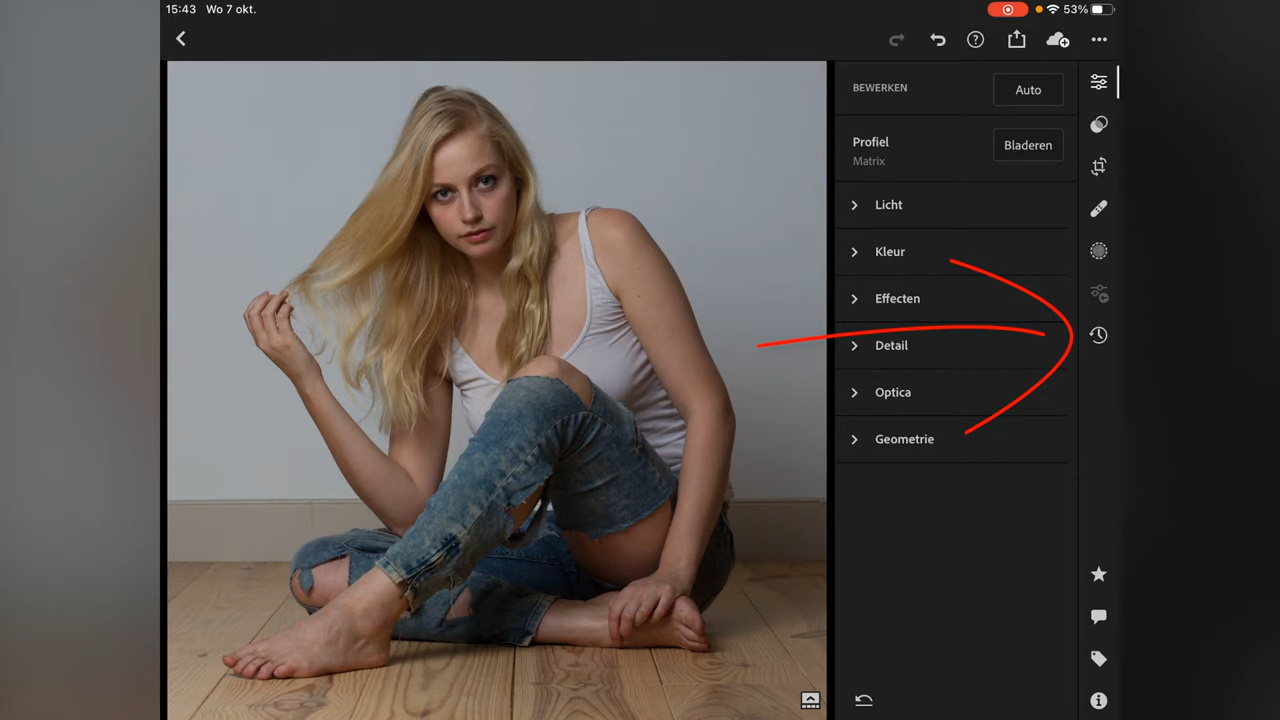 15:43 Wo 7 okt.
53%
BEWERKEN
Auto
Profiel
Matrix
Bladeren
Licht
Kleur
Effecten
Detail
Optica
Geometrie